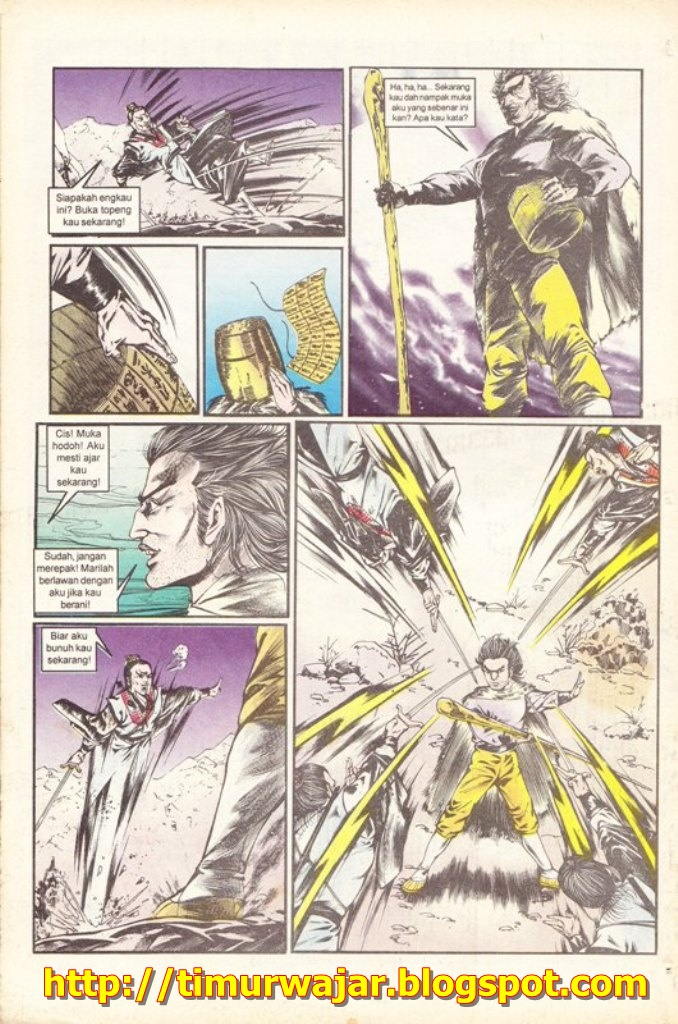 Siapakah engkau
ini? Buka topeng
kau sekarang!
Ha, ha, ha... Sekarang
kau dah nampak muka
aku yang sebenar ini
kan? Apa kau kata?
Cis! Muka
hodoh! Aku
mesti ajar
kau
sekarang!
Sudah, jangan
merepak! Marilah
berlawan dengan
aku jika kau
berani!
Biar aku
bunuh kau
sekarang!
http://timurwajar.blogspot.com